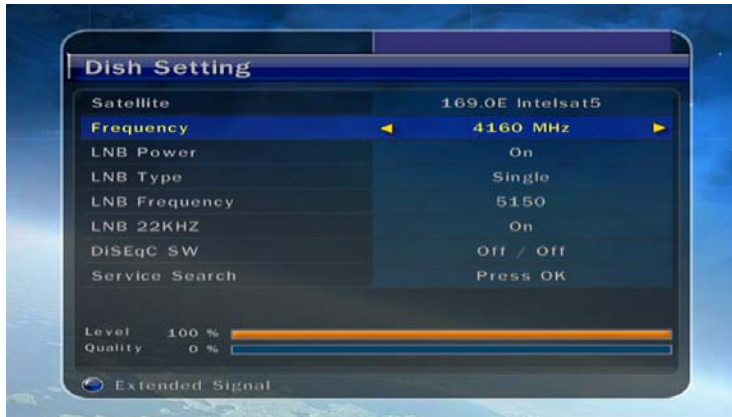 Dish Setting
Satellite 169.0E Intelsat5
Frequency 4160 MHz
LNB Power On
LNB Type Single
LNB Frequency 5150
LNB 22KHZ On
DiSEqC SW Off / Off
Service Search Press OK
Level 100 %
Quality 0 %
Extended Signal